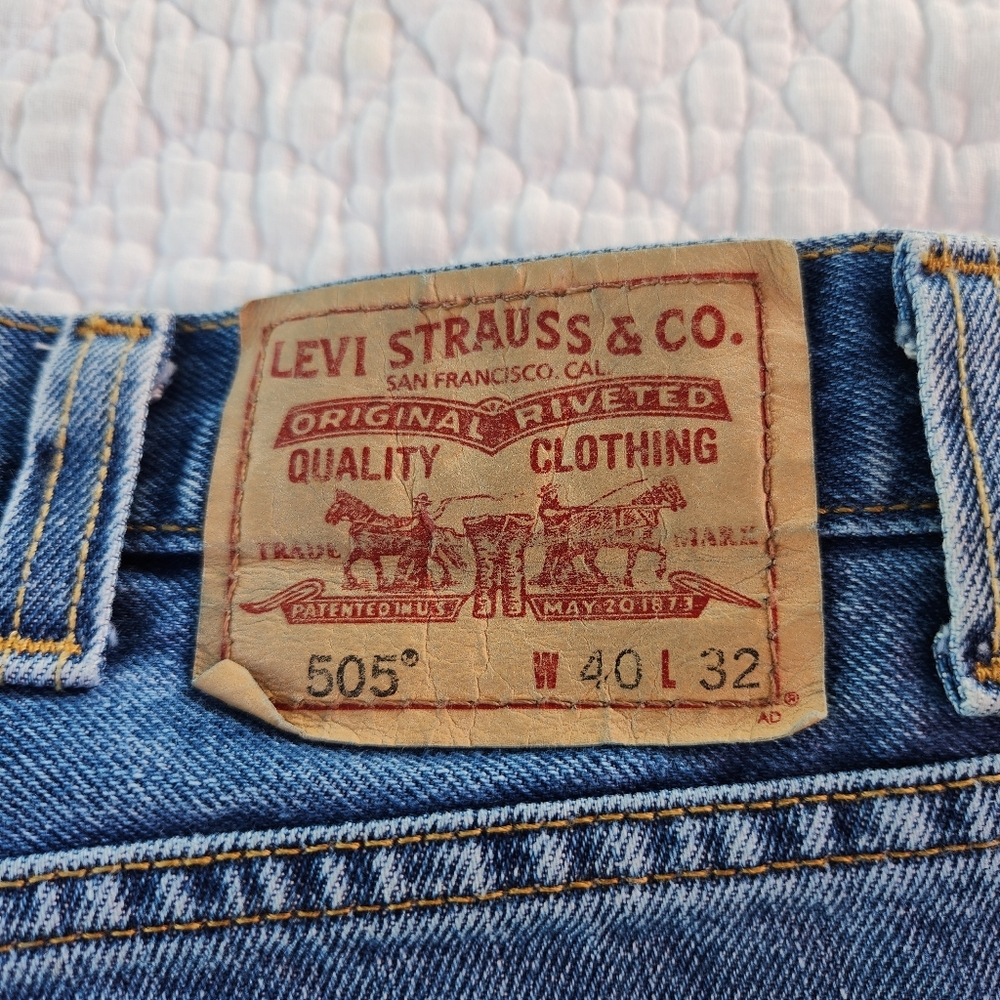 LEVI STRAUSS & CO.
SAN FRANCISCO, CAL.
ORIGINAL RIVETED
QUALITY CLOTHING
TRADE MARK
PATENTED IN U.S. MAY 20 1873
505® W 40 L 32
AD ®